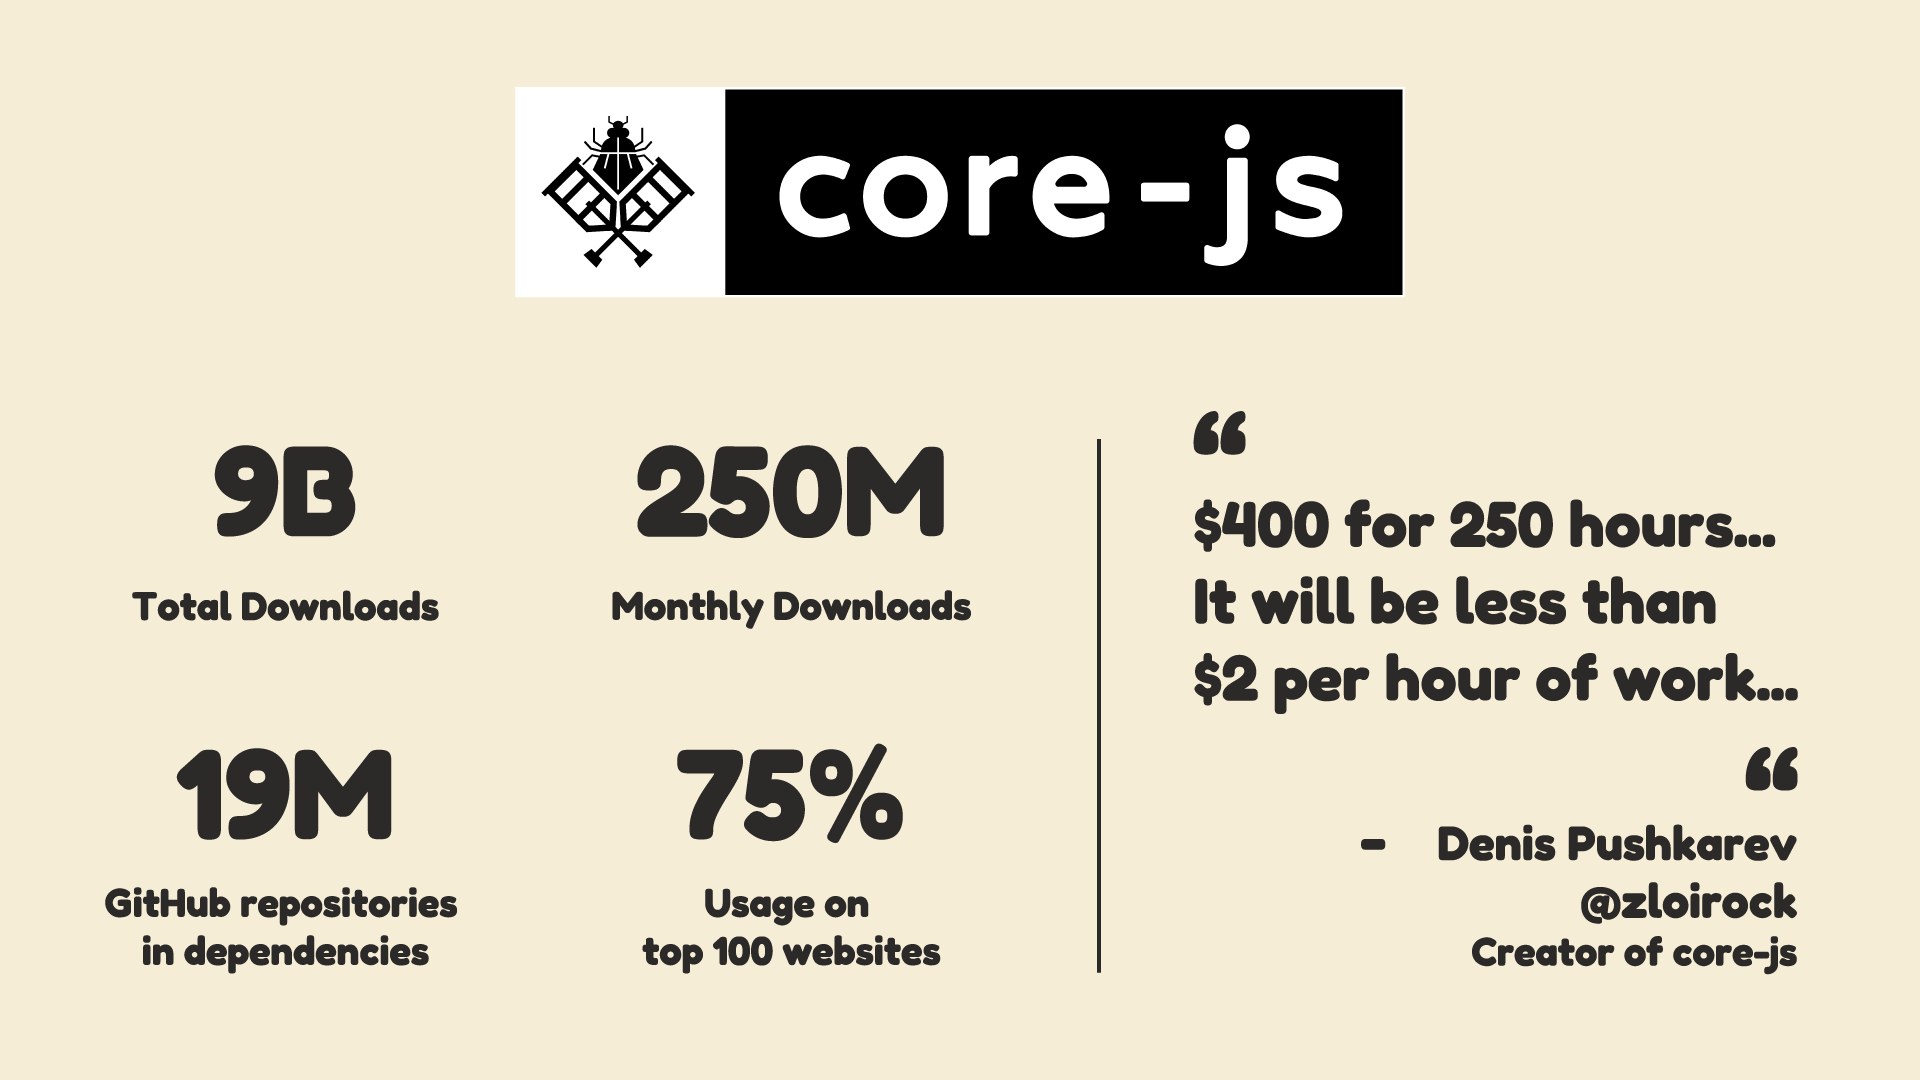 core-js
9B
Total Downloads
250M
Monthly Downloads
19M
GitHub repositories
in dependencies
75%
Usage on
top 100 websites
“
$400 for 250 hours...
It will be less than
$2 per hour of work...
“
- Denis Pushkarev
@zloirock
Creator of core-js